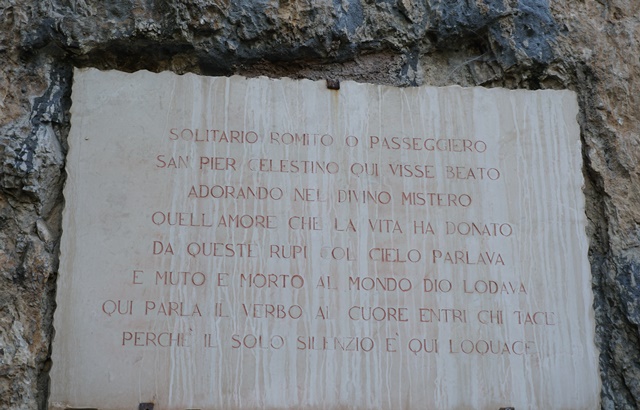 SOLITARIO ROMITO O PASSEGGIERO
SAN PIER CELESTINO QUI VISSE BEATO
ADORANDO NEL DIVINO MISTERO
QUELL AMORE CHE LA VITA HA DONATO
DA QUESTE RUPI COL CIELO PARLAVA
E MUTO E MORTO AL MONDO DIO LODAVA
QUI PARLA IL VERBO AL CUORE ENTRI CHI TACE
PERCHÈ IL SOLO SILENZIO È QUI LOQUACE